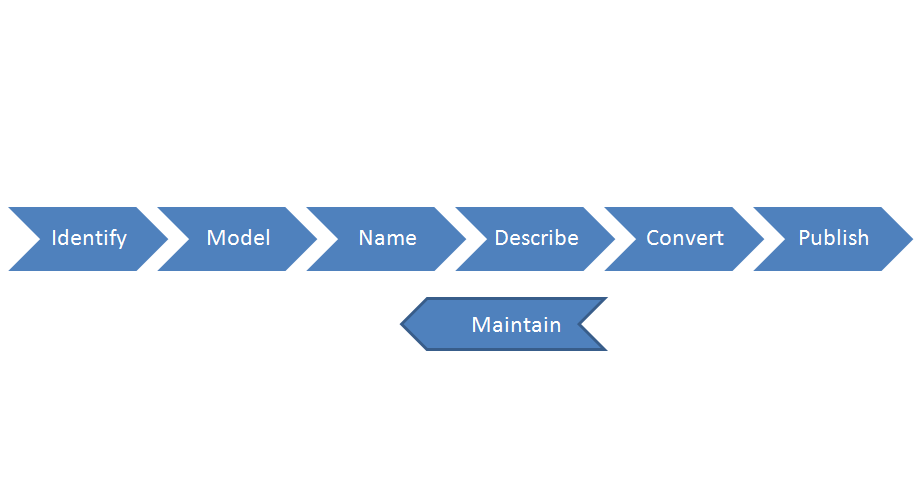 Identify
Model
Name
Describe
Convert
Publish
Maintain